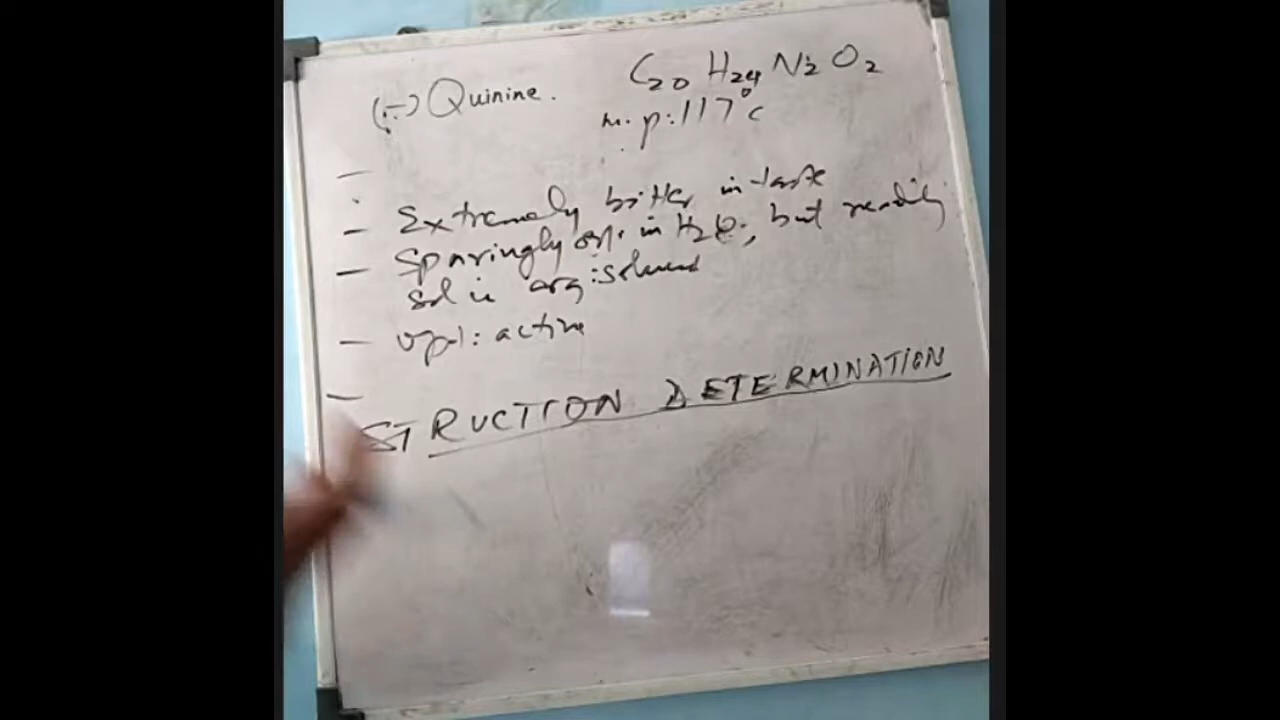 (-) Quinine. C20 H24 N2 O2
m.p: 117°c
—
— Extremely bitter in taste
— Sparingly sol. in H2O, but readily
sol in org: solvent
— opt: active
—
STRUCTION DETERMINATION